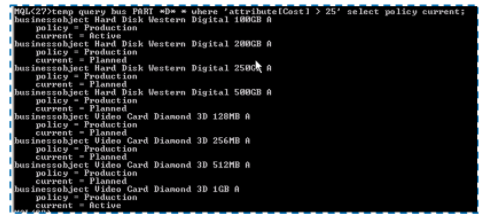 MQL<27>temp query bus PART *D* * where 'attribute[Cost] > 25' select policy current;
businessobject Hard Disk Western Digital 100GB A
policy = Production
current = Active
businessobject Hard Disk Western Digital 200GB A
policy = Production
current = Planned
businessobject Hard Disk Western Digital 250GB A
policy = Production
current = Planned
businessobject Hard Disk Western Digital 500GB A
policy = Production
current = Planned
businessobject Video Card Diamond 3D 128MB A
policy = Production
current = Planned
businessobject Video Card Diamond 3D 256MB A
policy = Production
current = Planned
businessobject Video Card Diamond 3D 512MB A
policy = Production
current = Planned
businessobject Video Card Diamond 3D 1GB A
policy = Production
current = Active